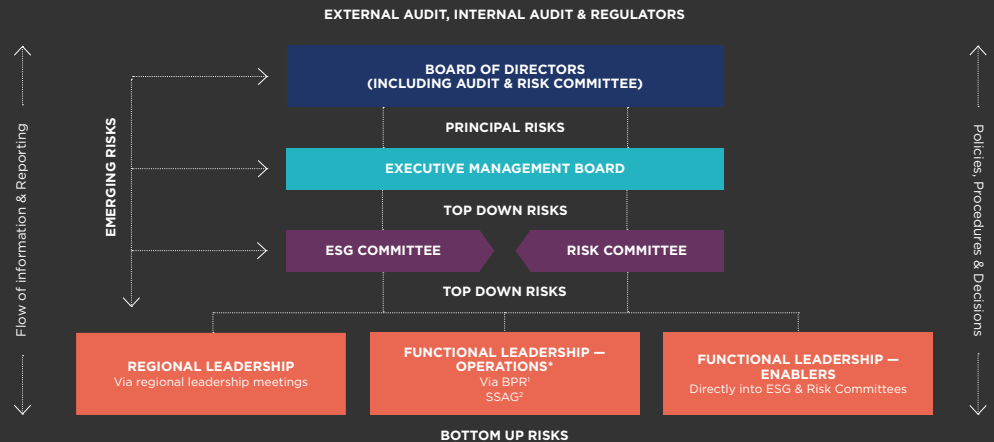 EXTERNAL AUDIT, INTERNAL AUDIT & REGULATORS
BOARD OF DIRECTORS
(INCLUDING AUDIT & RISK COMMITTEE)
PRINCIPAL RISKS
EXECUTIVE MANAGEMENT BOARD
TOP DOWN RISKS
ESG COMMITTEE
RISK COMMITTEE
TOP DOWN RISKS
REGIONAL LEADERSHIP
Via regional leadership meetings
FUNCTIONAL LEADERSHIP —
OPERATIONS*
Via BPR¹
SSAG²
FUNCTIONAL LEADERSHIP —
ENABLERS
Directly into ESG & Risk Committees
BOTTOM UP RISKS
Flow of information & Reporting
EMERGING RISKS
Policies, Procedures & Decisions